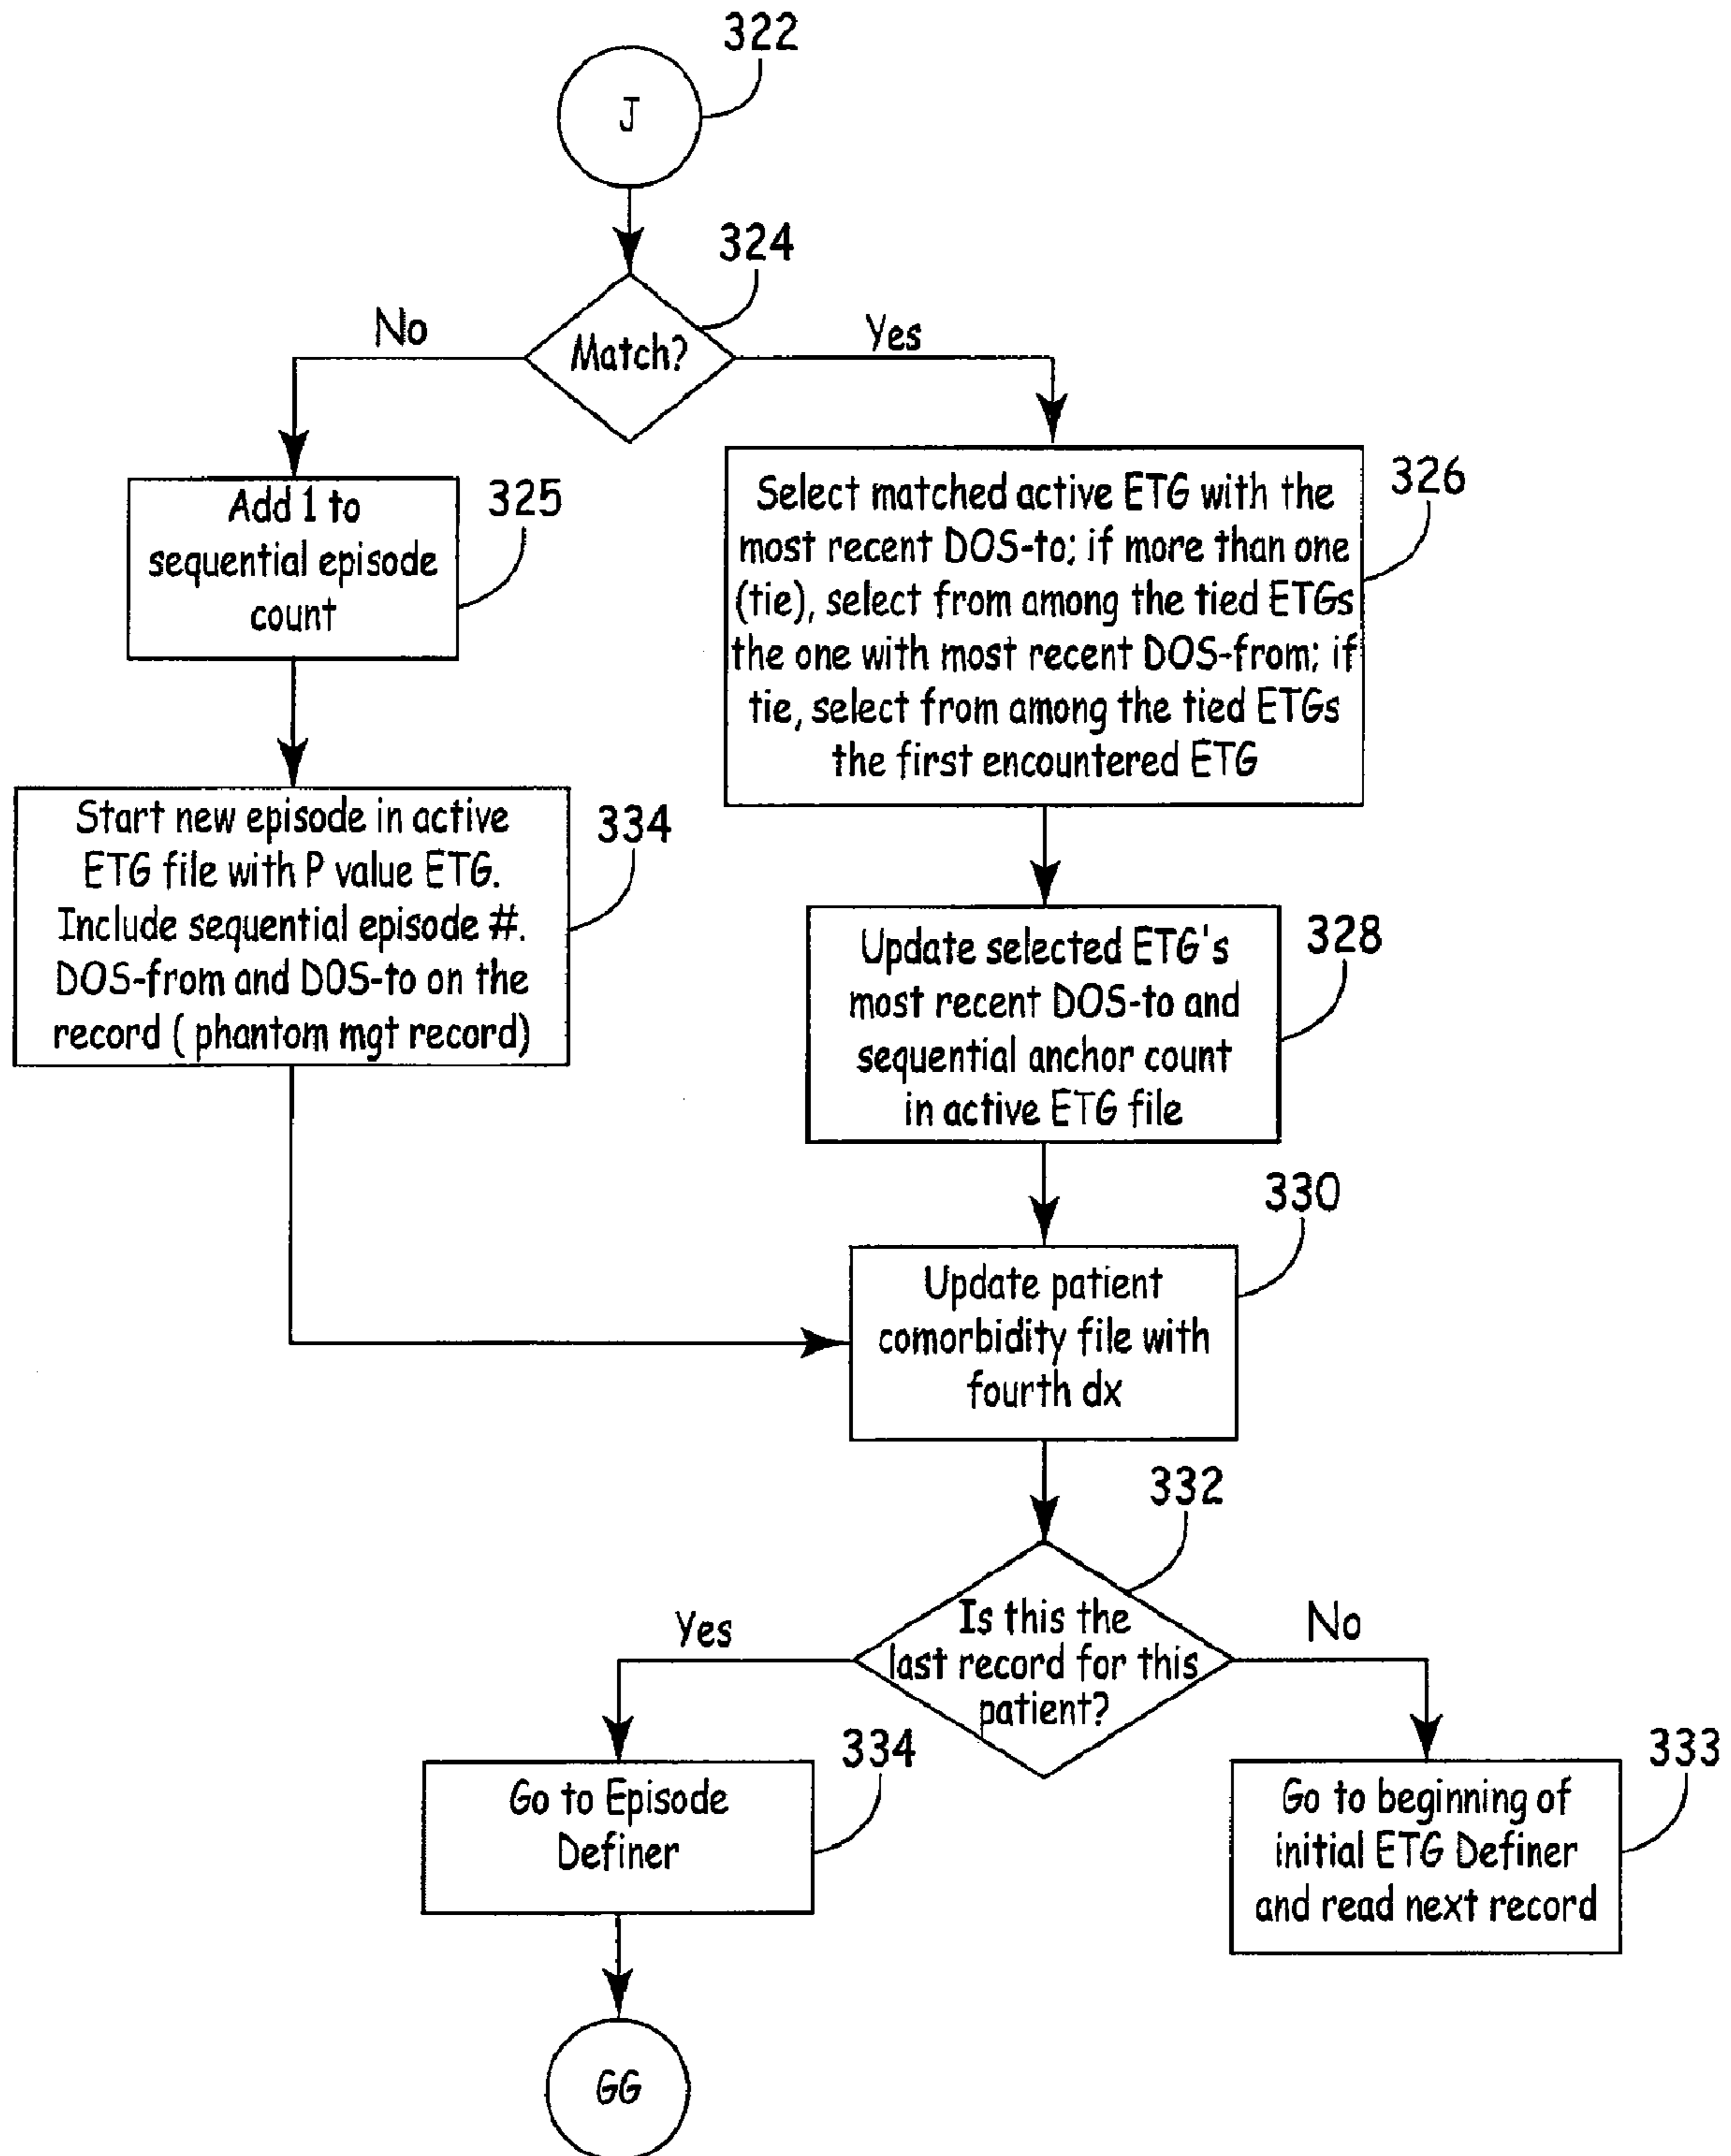 322
J
324
No
Yes
Match?
Add 1 to
sequential episode
count
325
Select matched active ETG with the
most recent DOS-to; if more than one
(tie), select from among the tied ETGs
the one with most recent DOS-from; if
tie, select from among the tied ETGs
the first encountered ETG
326
Start new episode in active
ETG file with P value ETG.
Include sequential episode #.
DOS-from and DOS-to on the
record ( phantom mgt record)
334
Update selected ETG's
most recent DOS-to and
sequential anchor count
in active ETG file
328
Update patient
comorbidity file with
fourth dx
330
332
Is this the
last record for this
patient?
Yes
No
Go to Episode
Definer
334
Go to beginning of
initial ETG Definer
and read next record
333
GG